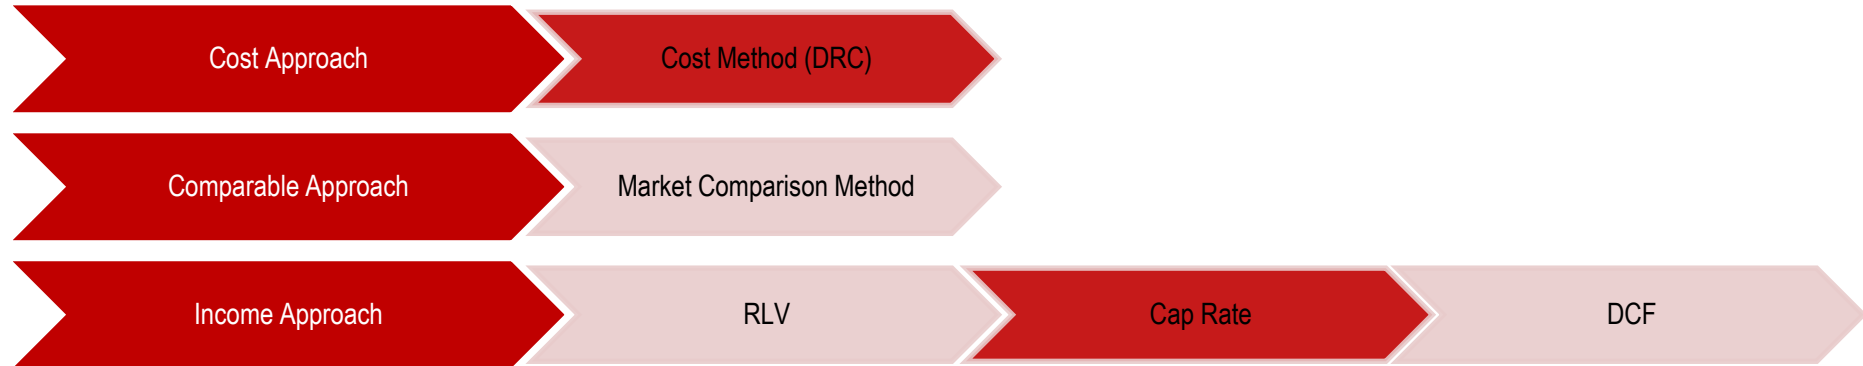 Cost Approach
Cost Method (DRC)
Comparable Approach
Market Comparison Method
Income Approach
RLV
Cap Rate
DCF